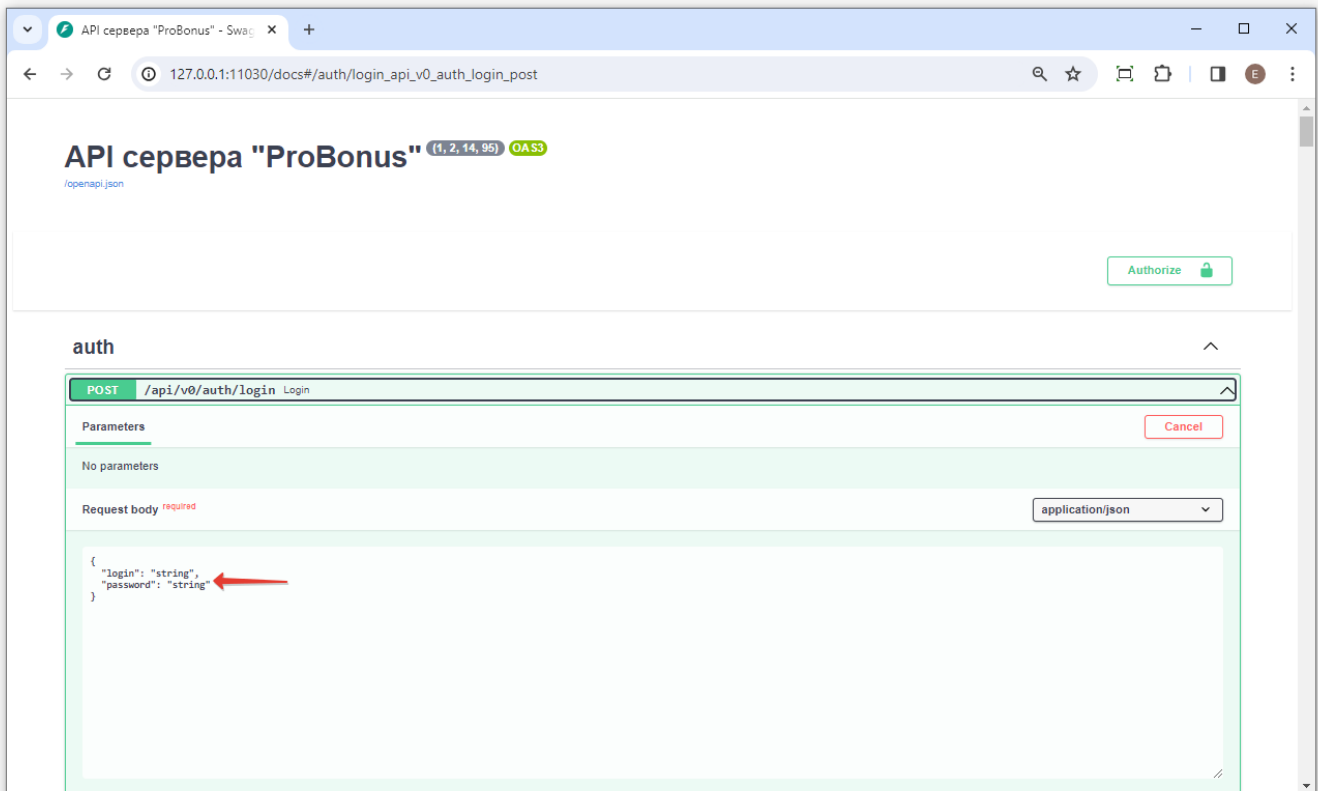 API сервера "ProBonus" - Swag
127.0.0.1:11030/docs#/auth/login_api_v0_auth_login_post
E
API сервера "ProBonus" (1, 2, 14, 95) OAS3
/openapi.json
Authorize
auth
POST /api/v0/auth/login Login
Parameters Cancel
No parameters
Request body required application/json
{
"login": "string",
"password": "string"
}